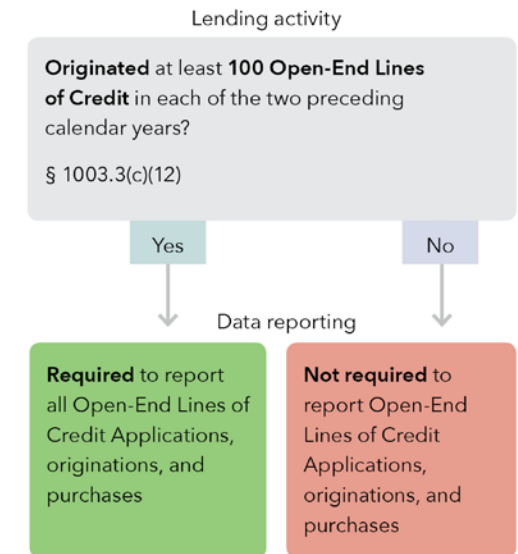 Lending activity
Originated at least 100 Open-End Lines
of Credit in each of the two preceding
calendar years?
§ 1003.3(c)(12)
Yes
No
Data reporting
Required to report
all Open-End Lines of
Credit Applications,
originations, and
purchases
Not required to
report Open-End
Lines of Credit
Applications,
originations, and
purchases